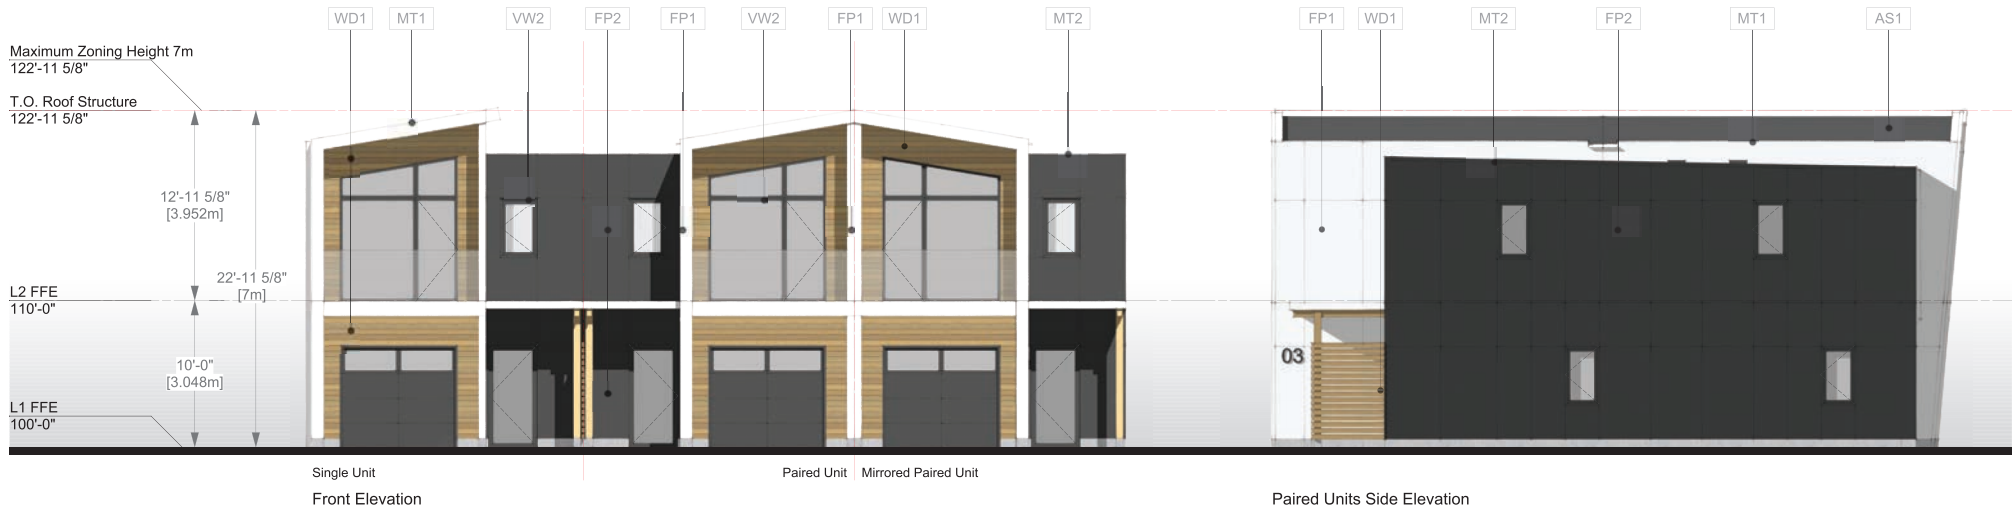 WD1 MT1 VW2 FP2 FP1 VW2 FP1 WD1 MT2 FP1 WD1 MT2 FP2 MT1 AS1
Maximum Zoning Height 7m
122'-11 5/8"
T.O. Roof Structure
122'-11 5/8"
12'-11 5/8"
[3.952m]
22'-11 5/8"
[7m]
L2 FFE
110'-0"
10'-0"
[3.048m]
03
L1 FFE
100'-0"
Single Unit
Paired Unit
Mirrored Paired Unit
Front Elevation
Paired Units Side Elevation